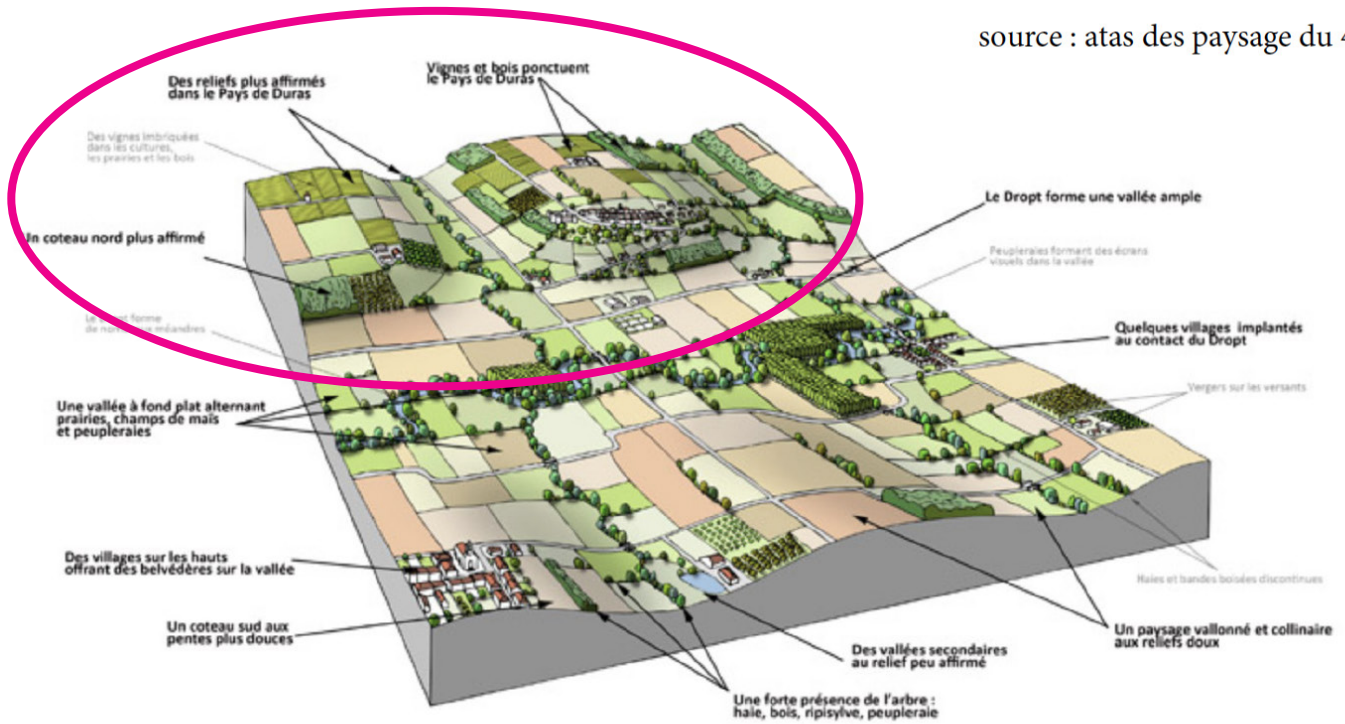 source : atas des paysage du 4
Des reliefs plus affirmés
dans le Pays de Duras
Vignes et bois ponctuent
le Pays de Duras
Des vignes imbriquées
dans les cultures,
les prairies et les bois
Un coteau nord plus affirmé
Le Dropt forme une vallée ample
Peupleraies formant des écrans
visuels dans la vallée
Le Dropt forme
de nombreux méandres
Quelques villages implantés
au contact du Dropt
Vergers sur les versants
Une vallée à fond plat alternant
prairies, champs de maïs
et peupleraies
Des villages sur les hauts
offrant des belvédères sur la vallée
Haies et bandes boisées discontinues
Un coteau sud aux
pentes plus douces
Un paysage vallonné et collinaire
aux reliefs doux
Des vallées secondaires
au relief peu affirmé
Une forte présence de l'arbre :
haie, bois, ripisylve, peupleraie